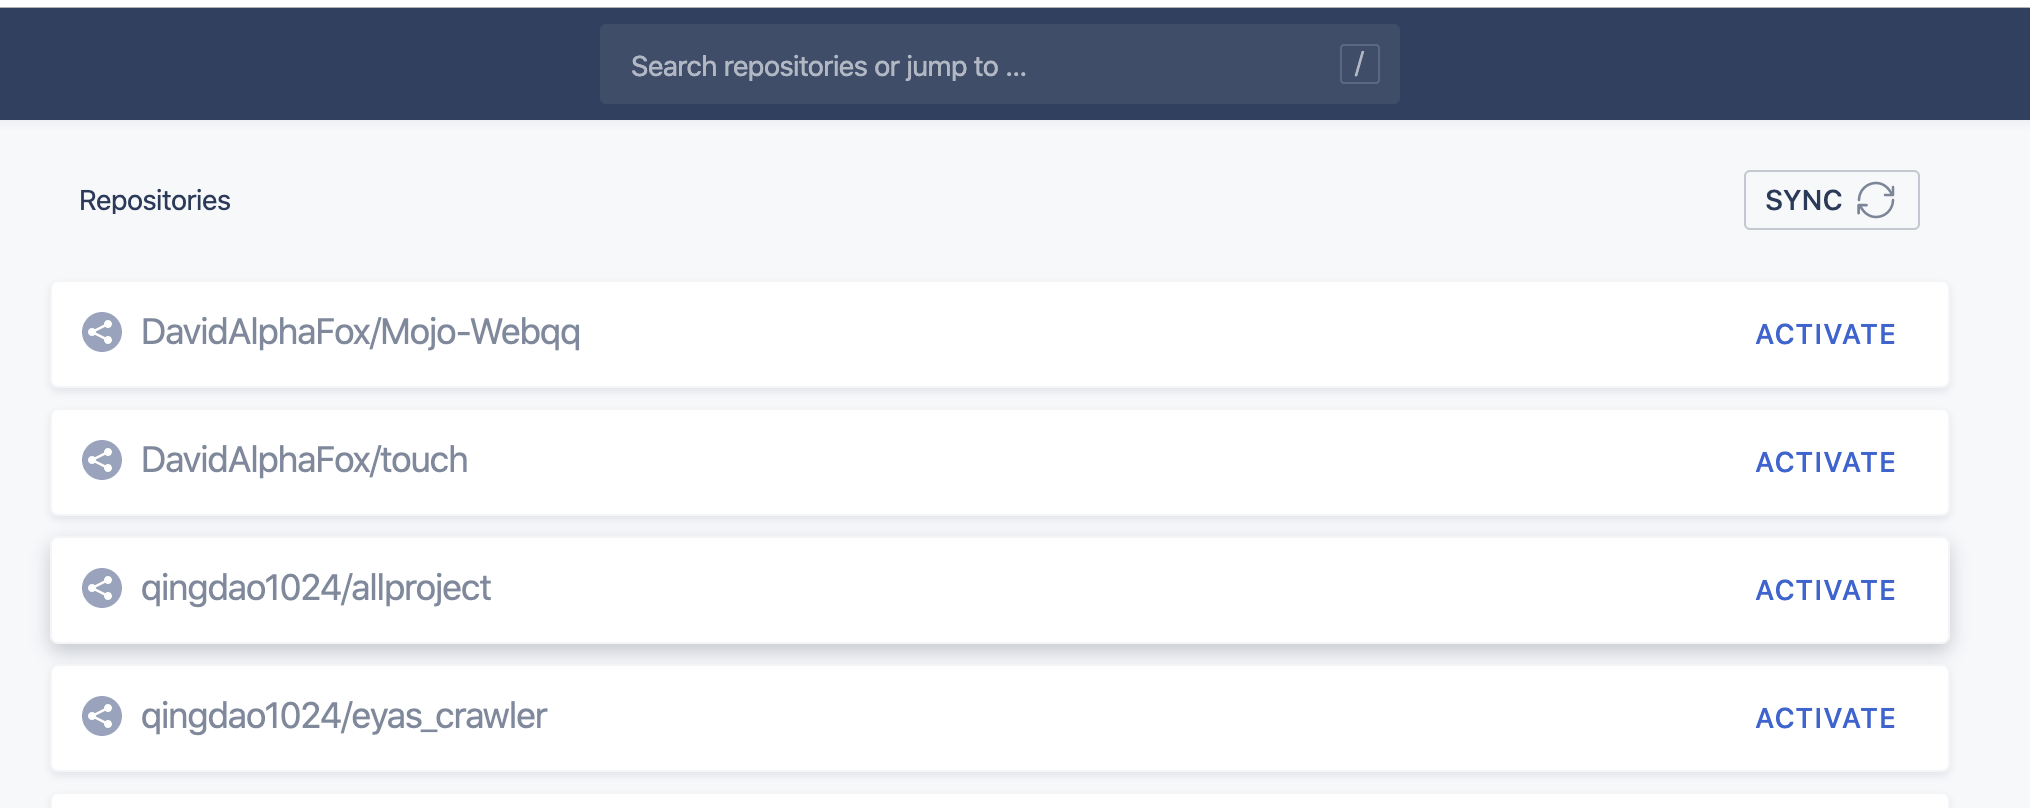 Search repositories or jump to ...
/
Repositories
SYNC
DavidAlphaFox/Mojo-Webqq
ACTIVATE
DavidAlphaFox/touch
ACTIVATE
qingdao1024/allproject
ACTIVATE
qingdao1024/eyas_crawler
ACTIVATE